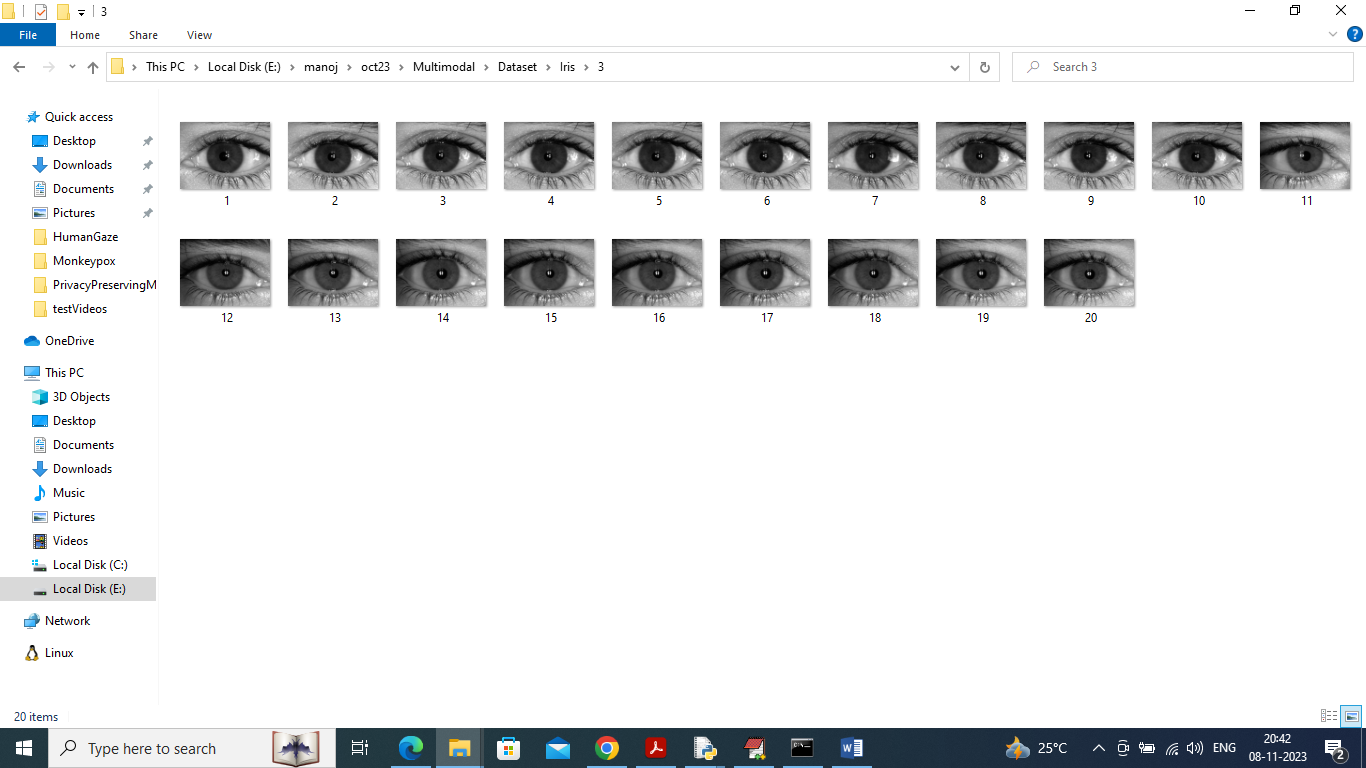 3
File Home Share View
This PC Local Disk (E:) manoj oct23 Multimodal Dataset Iris 3
Search 3
Quick access
Desktop
Downloads
Documents
Pictures
HumanGaze
Monkeypox
PrivacyPreservingM
testVideos
OneDrive
This PC
3D Objects
Desktop
Documents
Downloads
Music
Pictures
Videos
Local Disk (C:)
Local Disk (E:)
Network
Linux
1 2 3 4 5 6 7 8 9 10 11
12 13 14 15 16 17 18 19 20
20 items
Type here to search
25°C
ENG
20:42
08-11-2023
2